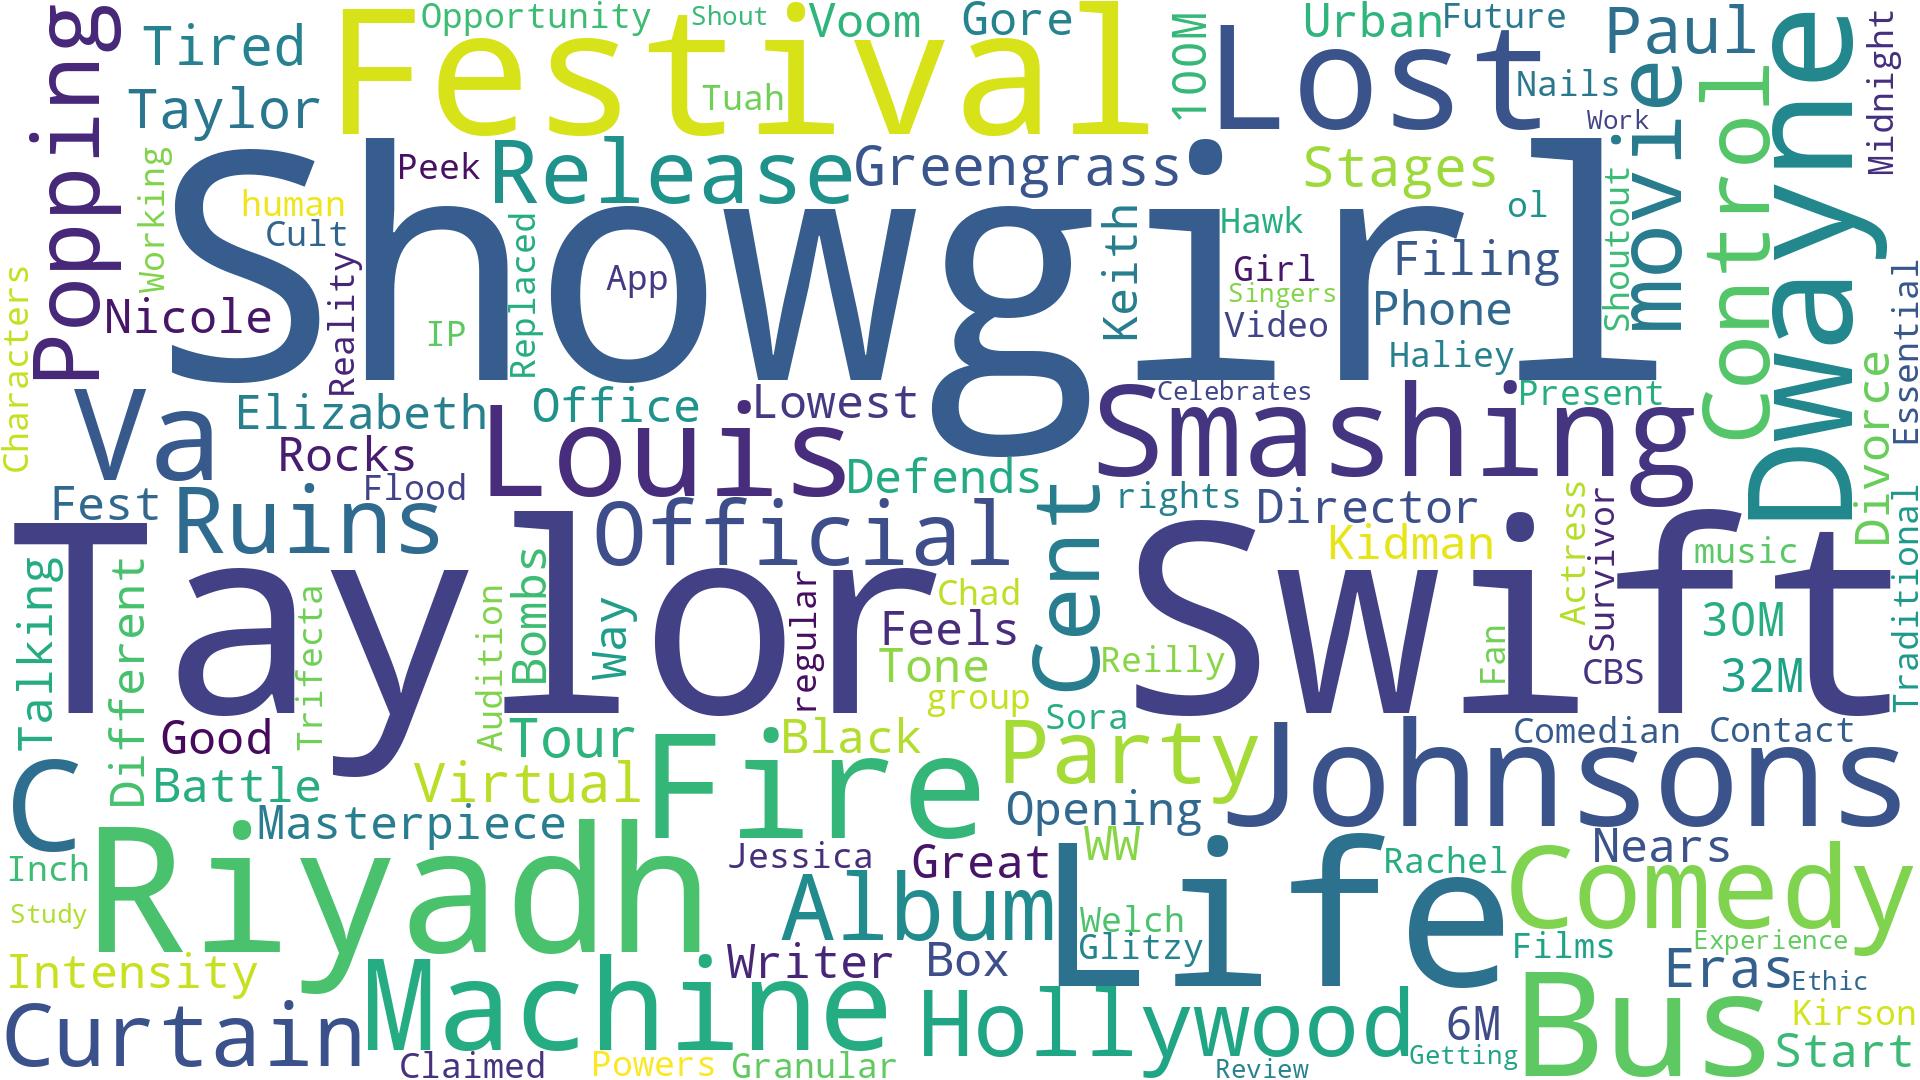 Popping
Tired
Opportunity
Shout
Voom
Gore
100M
Urban
Future
Paul
Midnight
Taylor
Festival
Tuah
Lost
Nails
Work
movie
Control
Dwayne
Working
Peek
Release
Greengrass
Stages
human
Cult
Showgirl
Replaced
Reality
App
Keith
Hawk
ol
Shoutout
Filing
Girl
Singers
Video
Phone
Haliey
Characters
Nicole
IP
Va
Elizabeth
Office
Lowest
Celebrates
Present
Divorce
Essential
Rocks
Louis
Smashing
Flood
Defends
Fest
Ruins
Official
Cent
rights
Director
Kidman
Actress
Survivor
music
Traditional
Taylor
Swift
Talking
Different
Trifecta
Audition
Bombs
Way
regular
Chad
Feels
Tone
group
Reilly
Fan
CBS
30M
32M
Sora
Good
Tour
Black
Party
Johnsons
Comedian
Contact
C
Battle
Virtual
Fire
Opening
Masterpiece
Inch
Riyadh
Jessica
Great
WW
Life
Rachel
Nears
Comedy
Study
Album
Welch
Glitzy
Films
Experience
Intensity
Machine
Writer
Box
Eras
Ethic
Curtain
Hollywood
6M
Bus
Kirson
Claimed
Powers
Granular
Review
Getting
Start